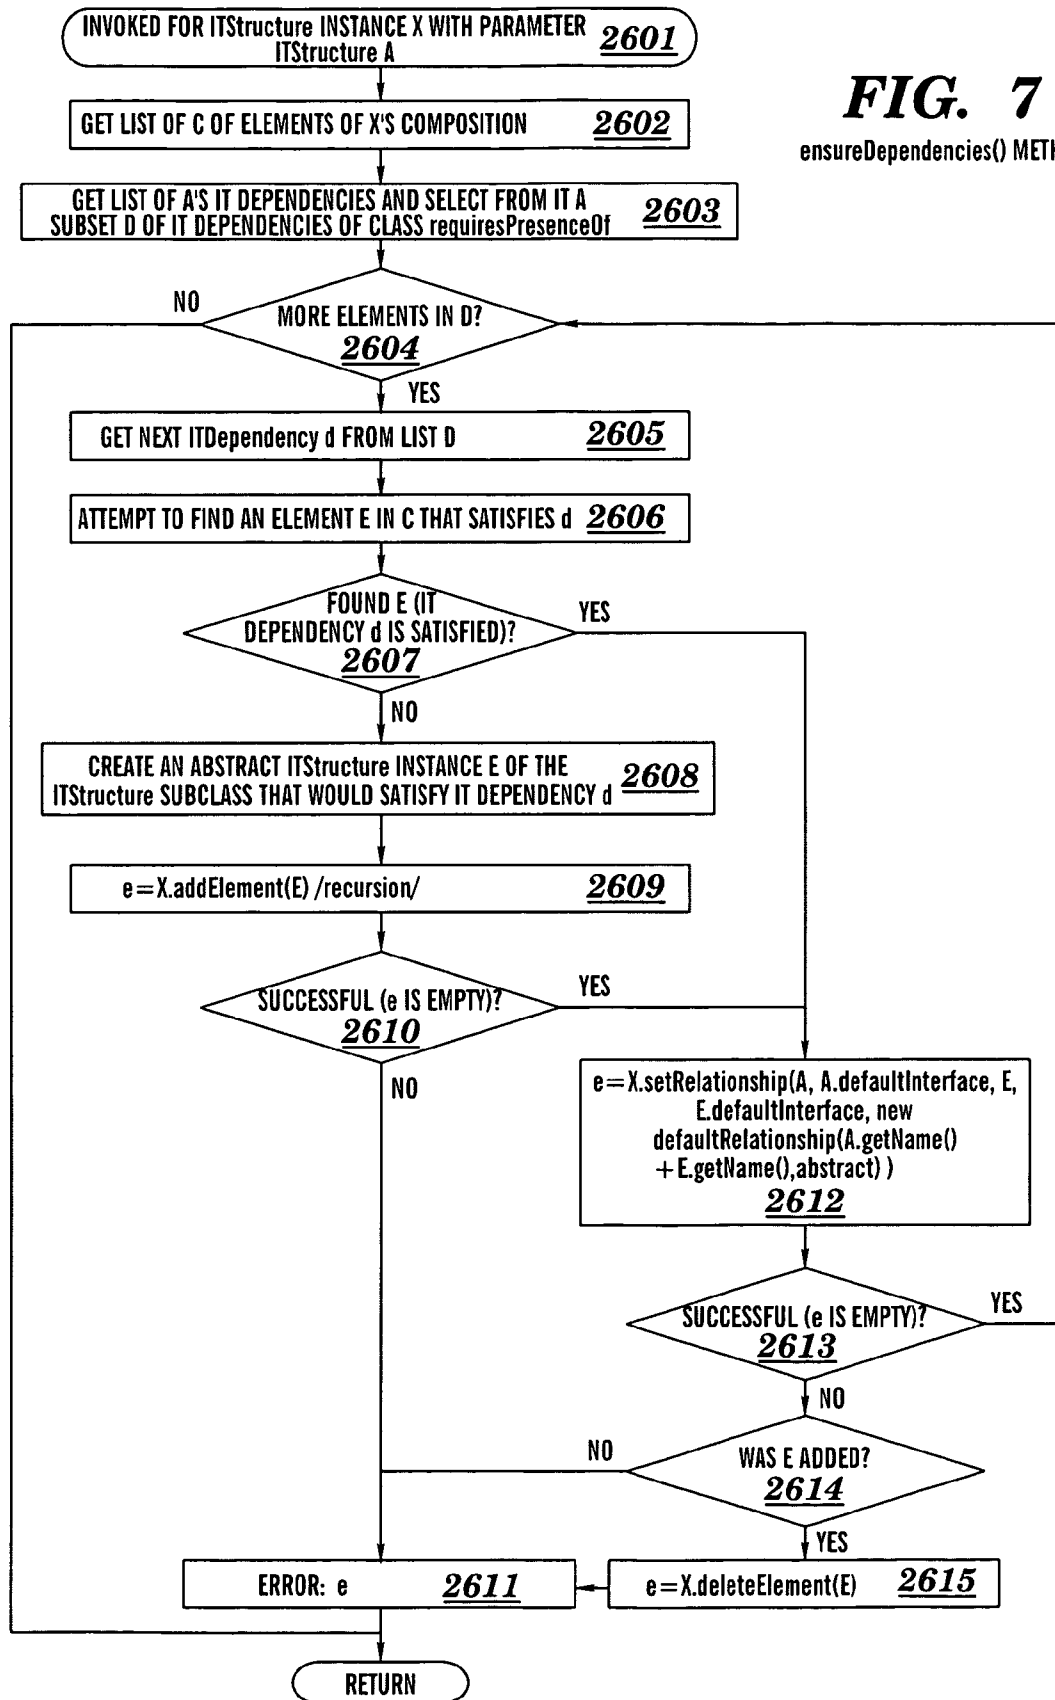 INVOKED FOR ITStructure INSTANCE X WITH PARAMETER
ITStructure A
2601
FIG. 7
ensureDependencies() METH
GET LIST OF C OF ELEMENTS OF X'S COMPOSITION 2602
GET LIST OF A'S IT DEPENDENCIES AND SELECT FROM IT A
SUBSET D OF IT DEPENDENCIES OF CLASS requiresPresenceOf
2603
NO
MORE ELEMENTS IN D?
2604
YES
GET NEXT ITDependency d FROM LIST D 2605
ATTEMPT TO FIND AN ELEMENT E IN C THAT SATISFIES d 2606
FOUND E (IT
DEPENDENCY d IS SATISFIED)?
2607
YES
NO
CREATE AN ABSTRACT ITStructure INSTANCE E OF THE
ITStructure SUBCLASS THAT WOULD SATISFY IT DEPENDENCY d
2608
e=X.addElement(E) /recursion/ 2609
SUCCESSFUL (e IS EMPTY)?
2610
YES
NO
e=X.setRelationship(A, A.defaultInterface, E,
E.defaultInterface, new
defaultRelationship(A.getName()
+E.getName(),abstract) )
2612
SUCCESSFUL (e IS EMPTY)?
2613
YES
NO
WAS E ADDED?
2614
NO
YES
ERROR: e 2611
e=X.deleteElement(E) 2615
RETURN